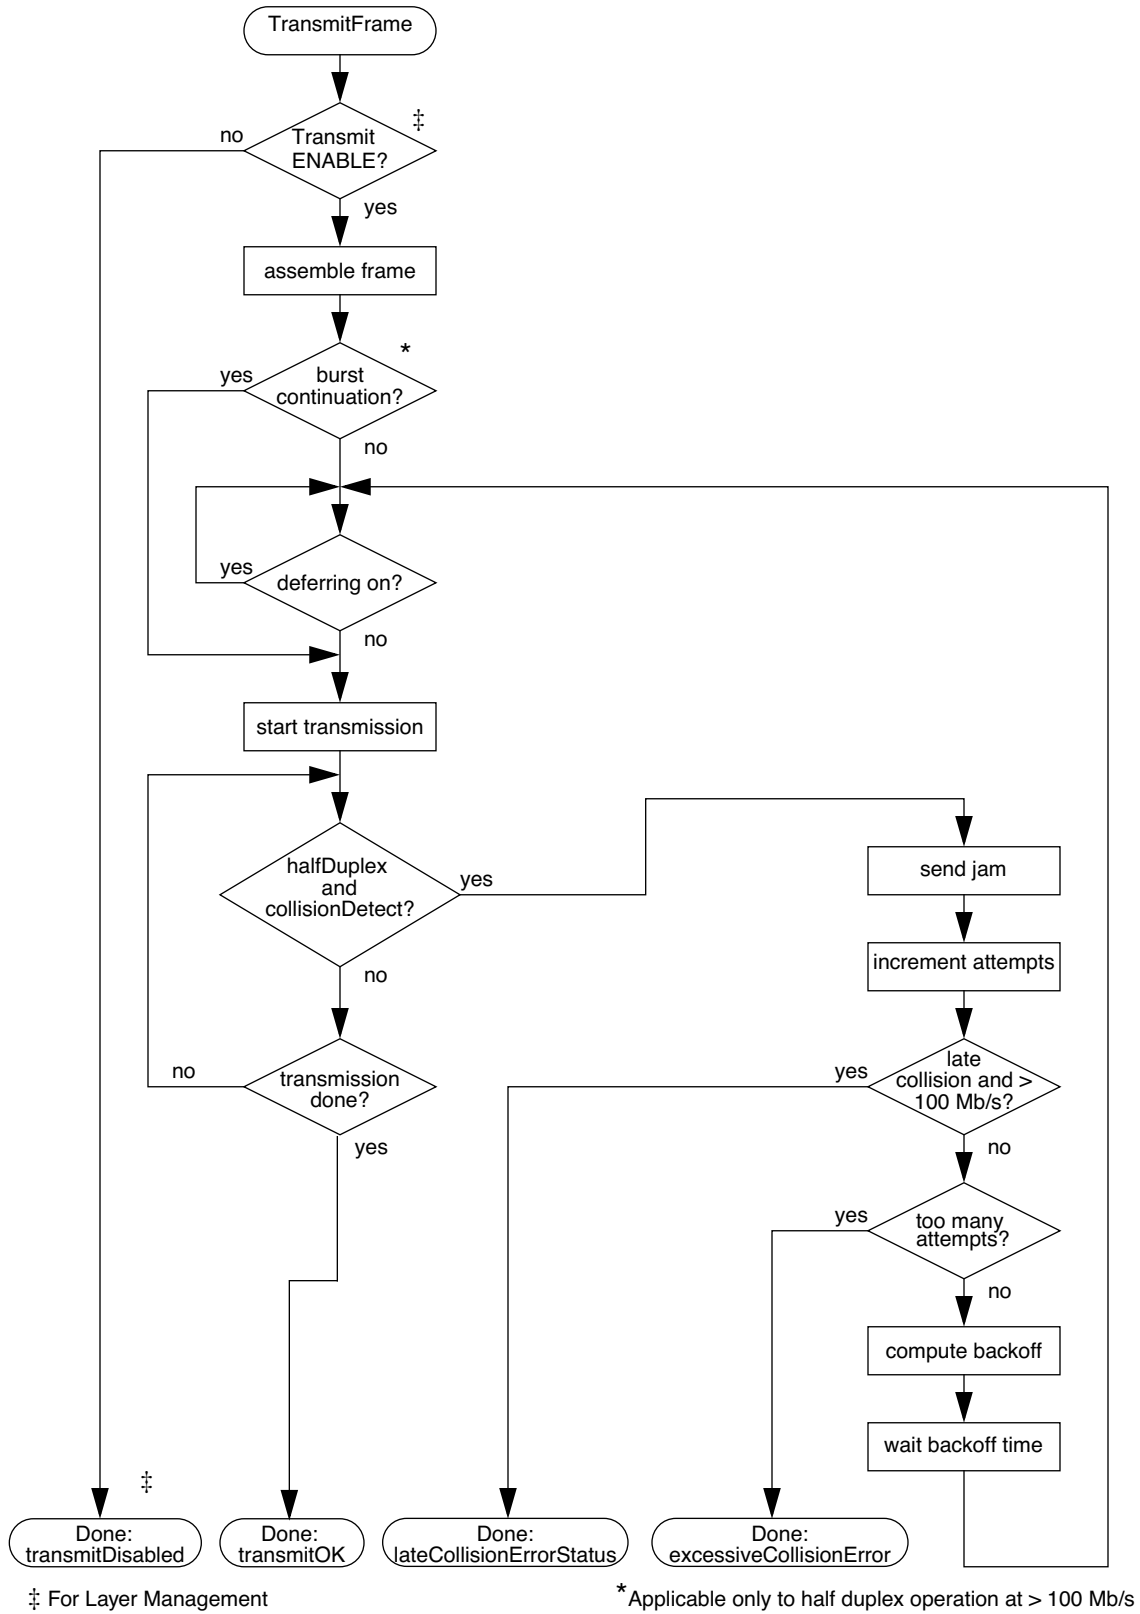 TransmitFrame
‡
no
Transmit
ENABLE?
yes
assemble frame
*
yes
burst
continuation?
no
yes
deferring on?
no
start transmission
halfDuplex
and
collisionDetect?
yes
send jam
increment attempts
no
no
transmission
done?
yes
yes
late
collision and >
100 Mb/s?
no
yes
too many
attempts?
no
compute backoff
wait backoff time
‡
Done:
transmitDisabled
Done:
transmitOK
Done:
lateCollisionErrorStatus
Done:
excessiveCollisionError
‡ For Layer Management
*Applicable only to half duplex operation at > 100 Mb/s